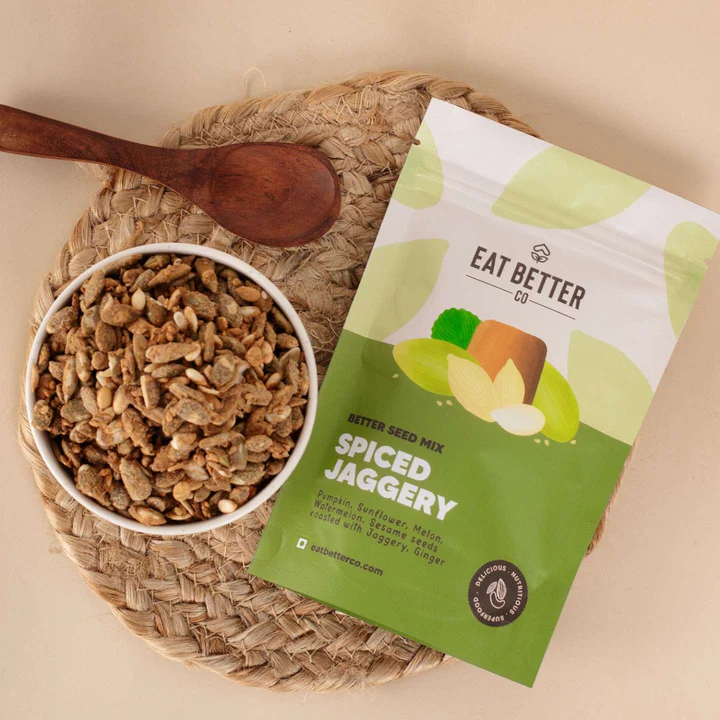 EAT BETTER
CO
BETTER SEED MIX
SPICED
JAGGERY
Pumpkin, Sunflower, Melon,
Watermelon, Sesame seeds
roasted with Jaggery, Ginger
eatbetterco.com
DELICIOUS · NUTRITIOUS · SUPERFOOD ·